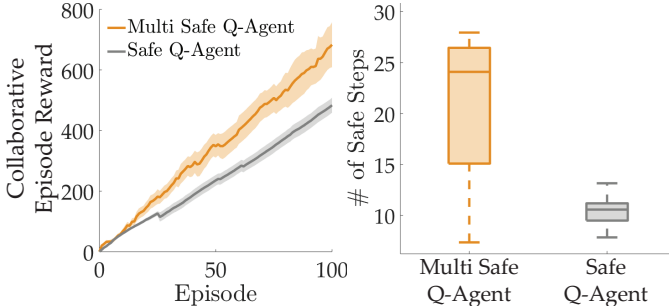 Collaborative
Episode Reward
800
600
400
200
0
Multi Safe Q-Agent
Safe Q-Agent
0
50
100
Episode
# of Safe Steps
30
25
20
15
10
Multi Safe
Q-Agent
Safe
Q-Agent